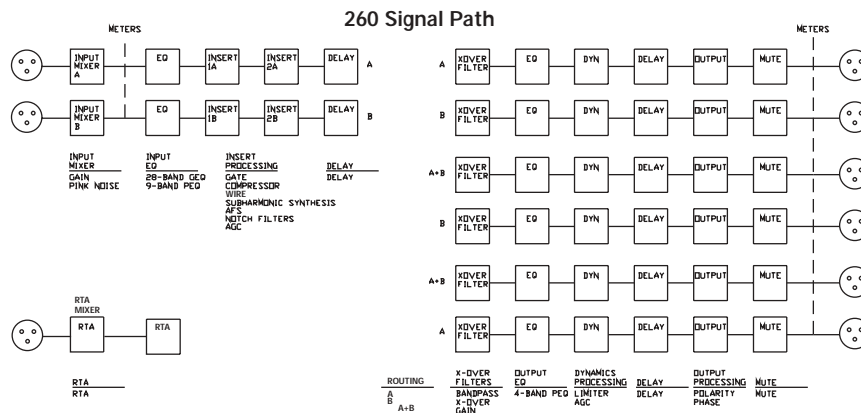 260 Signal Path
METERS
INPUT
MIXER
A
EQ
INSERT
1A
INSERT
2A
DELAY
A
INPUT
MIXER
B
EQ
INSERT
1B
INSERT
2B
DELAY
B
INPUT
MIXER
GAIN
PINK NOISE
INPUT
EQ
28-BAND GEQ
9-BAND PEQ
INSERT
PROCESSING
GATE
COMPRESSOR
WIRE
SUBHARMONIC SYNTHESIS
AFS
NOTCH FILTERS
AGC
DELAY
DELAY
RTA
MIXER
RTA
RTA
RTA
RTA
METERS
A
XOVER
FILTER
EQ
DYN
DELAY
OUTPUT
MUTE
B
XOVER
FILTER
EQ
DYN
DELAY
OUTPUT
MUTE
A+B
XOVER
FILTER
EQ
DYN
DELAY
OUTPUT
MUTE
B
XOVER
FILTER
EQ
DYN
DELAY
OUTPUT
MUTE
A+B
XOVER
FILTER
EQ
DYN
DELAY
OUTPUT
MUTE
A
XOVER
FILTER
EQ
DYN
DELAY
OUTPUT
MUTE
ROUTING
A
B
A+B
X-OVER
FILTERS
BANDPASS
X-OVER
GAIN
OUTPUT
EQ
4-BAND PEQ
DYNAMICS
PROCESSING
LIMITER
AGC
DELAY
DELAY
OUTPUT
PROCESSING
POLARITY
PHASE
MUTE
MUTE